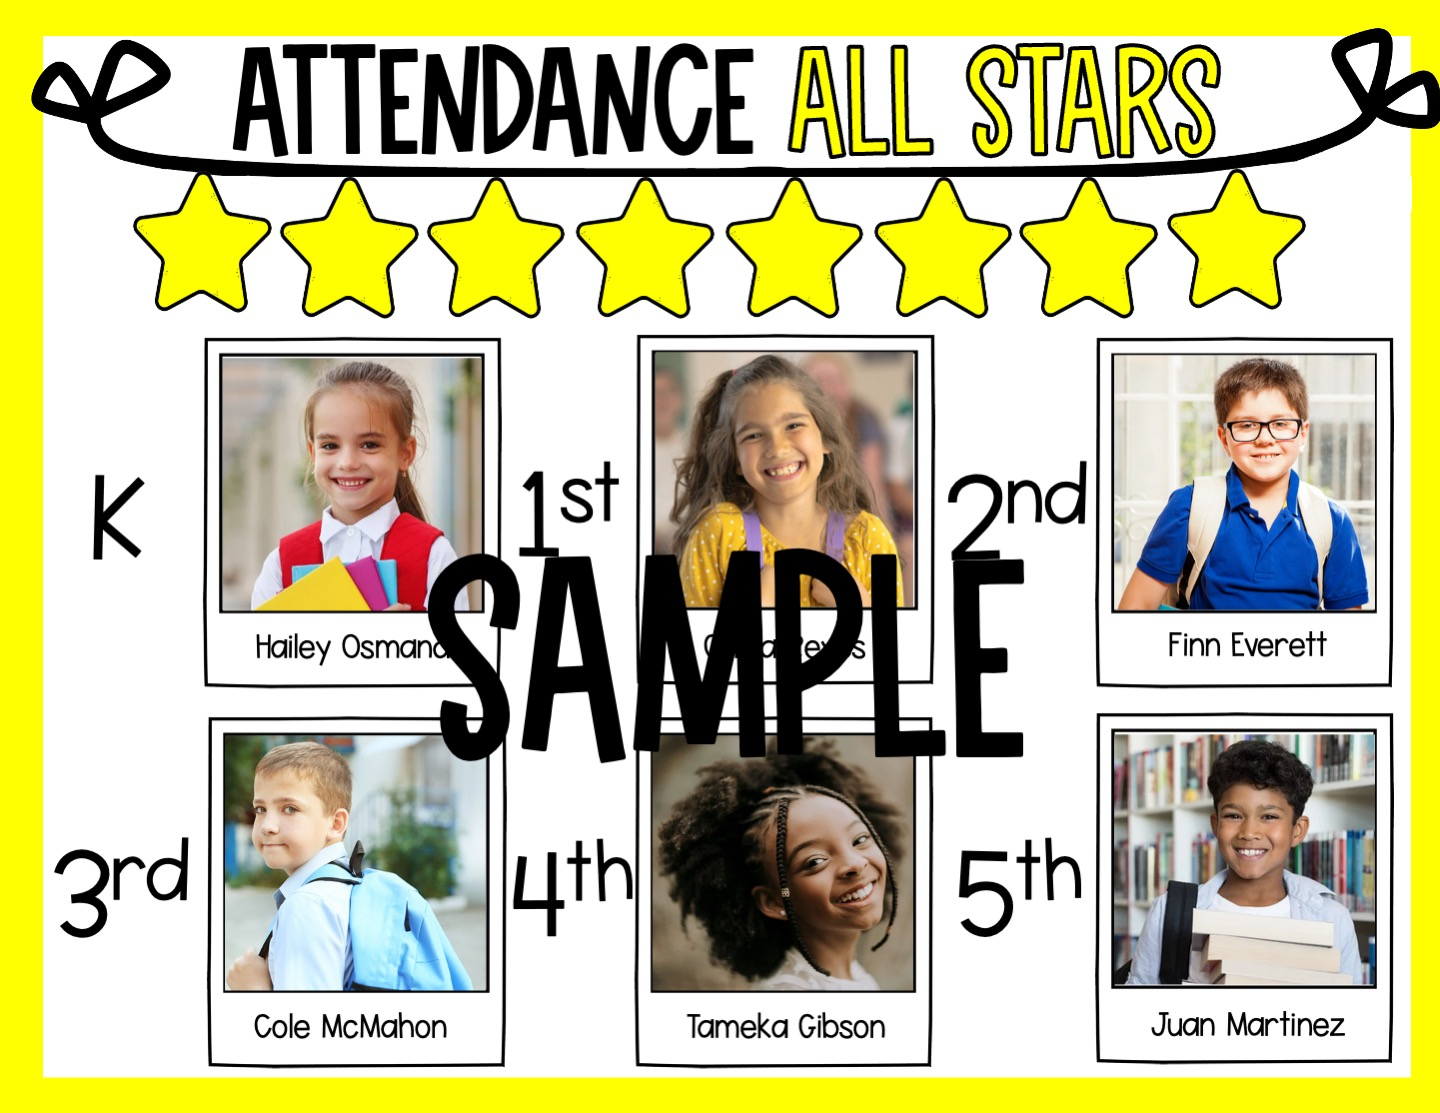 ATTENDANCE ALL STARS
K
1st
2nd
Hailey Osmand
Finn Everett
SAMPLE
3rd
4th
5th
Cole McMahon
Tameka Gibson
Juan Martinez